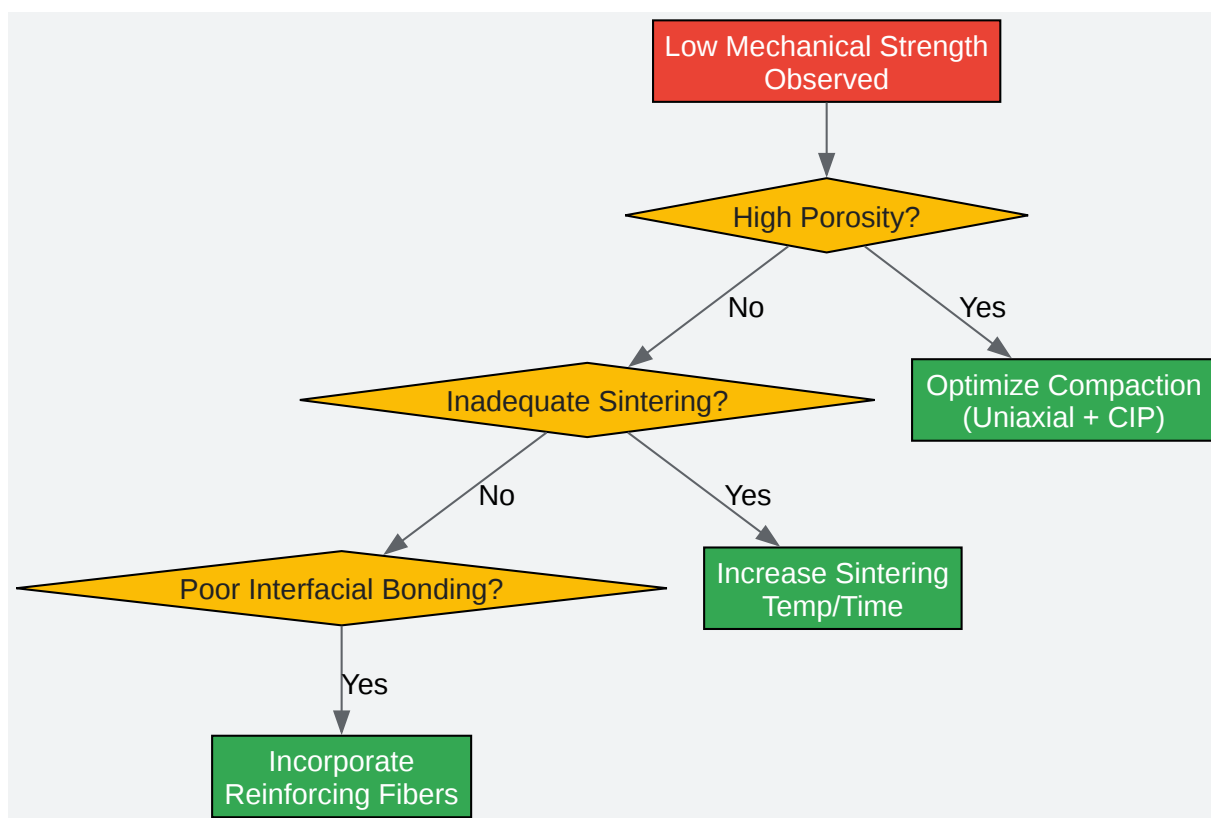 Low Mechanical Strength
Observed
High Porosity?
No
Yes
Inadequate Sintering?
Optimize Compaction
(Uniaxial + CIP)
No
Yes
Poor Interfacial Bonding?
Increase Sintering
Temp/Time
Yes
Incorporate
Reinforcing Fibers